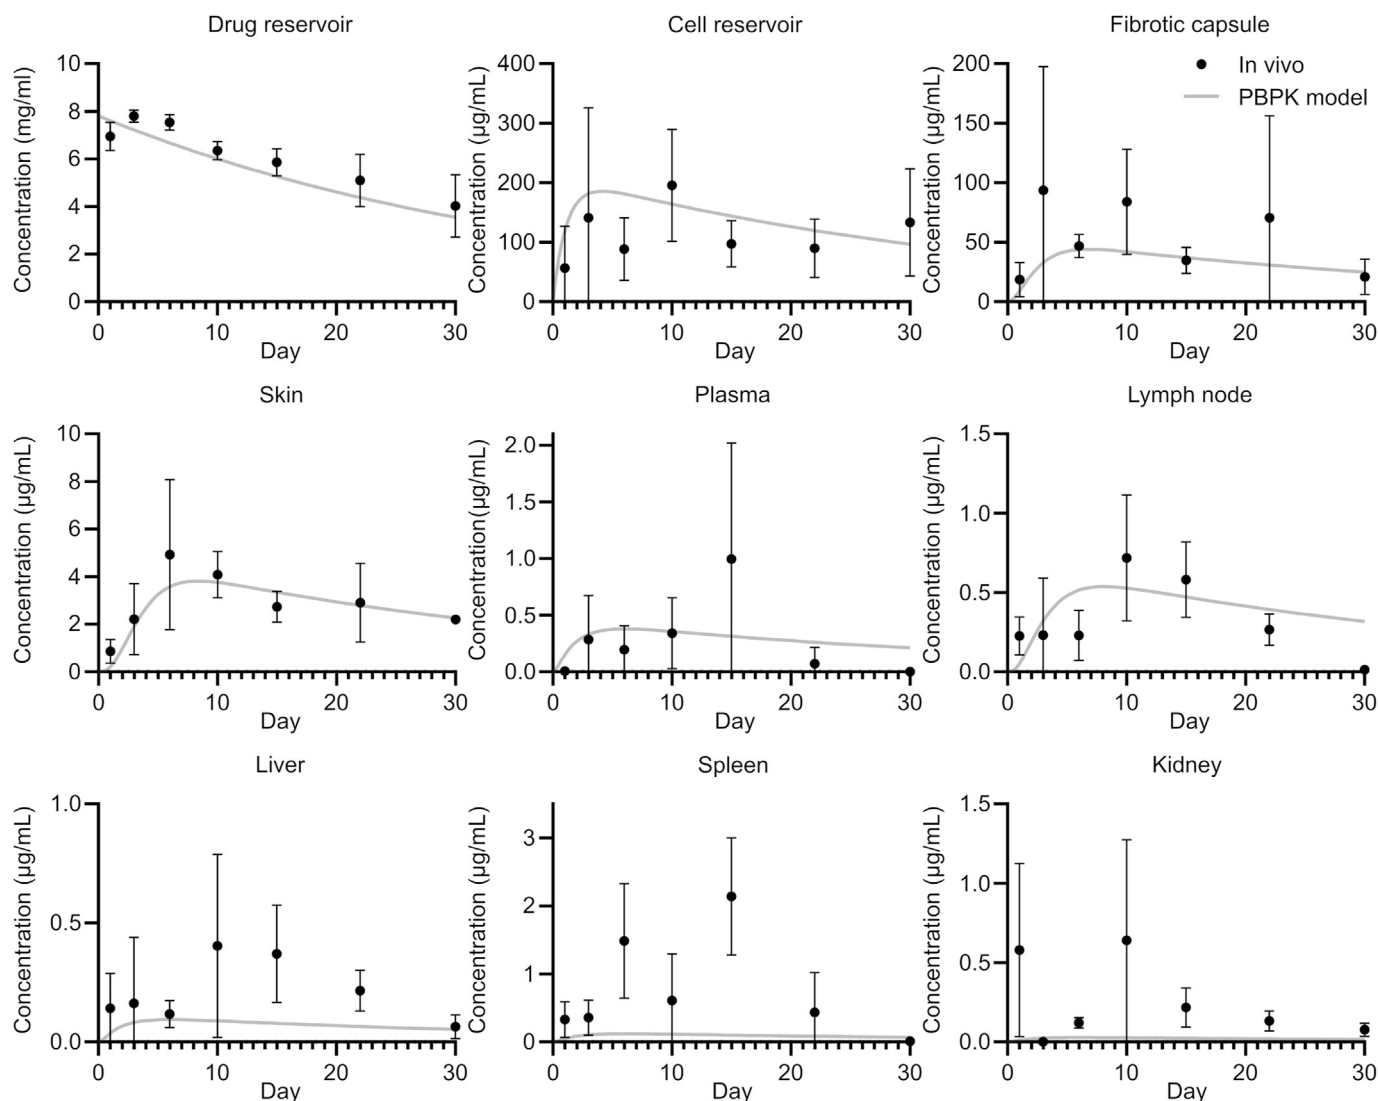 Drug reservoir
Cell reservoir
Fibrotic capsule
Concentration (mg/ml)
10
8
6
4
2
0
0 10 20 30
Day
Concentration (µg/mL)
400
300
200
100
0
0 10 20 30
Day
Concentration (µg/mL)
200
150
100
50
0
0 10 20 30
Day
In vivo
PBPK model
Skin
Plasma
Lymph node
Concentration (µg/mL)
10
8
6
4
2
0
0 10 20 30
Day
Concentration(µg/mL)
2.0
1.5
1.0
0.5
0.0
0 10 20 30
Day
Concentration (µg/mL)
1.5
1.0
0.5
0.0
0 10 20 30
Day
Liver
Spleen
Kidney
Concentration (µg/mL)
1.0
0.5
0.0
0 10 20 30
Day
Concentration (µg/mL)
3
2
1
0
0 10 20 30
Day
Concentration (µg/mL)
1.5
1.0
0.5
0.0
0 10 20 30
Day